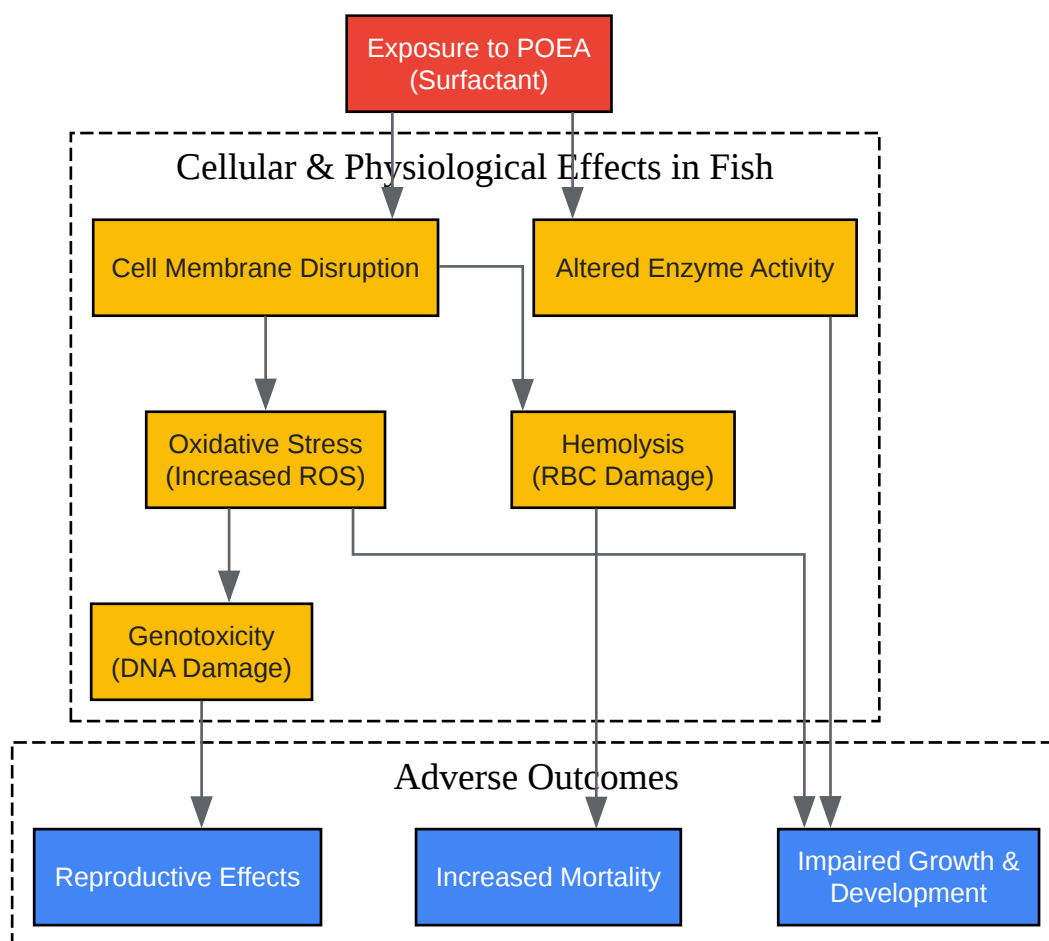 Exposure to POEA
(Surfactant)
Cellular & Physiological Effects in Fish
Cell Membrane Disruption
Altered Enzyme Activity
Oxidative Stress
(Increased ROS)
Hemolysis
(RBC Damage)
Genotoxicity
(DNA Damage)
Adverse Outcomes
Reproductive Effects
Increased Mortality
Impaired Growth &
Development